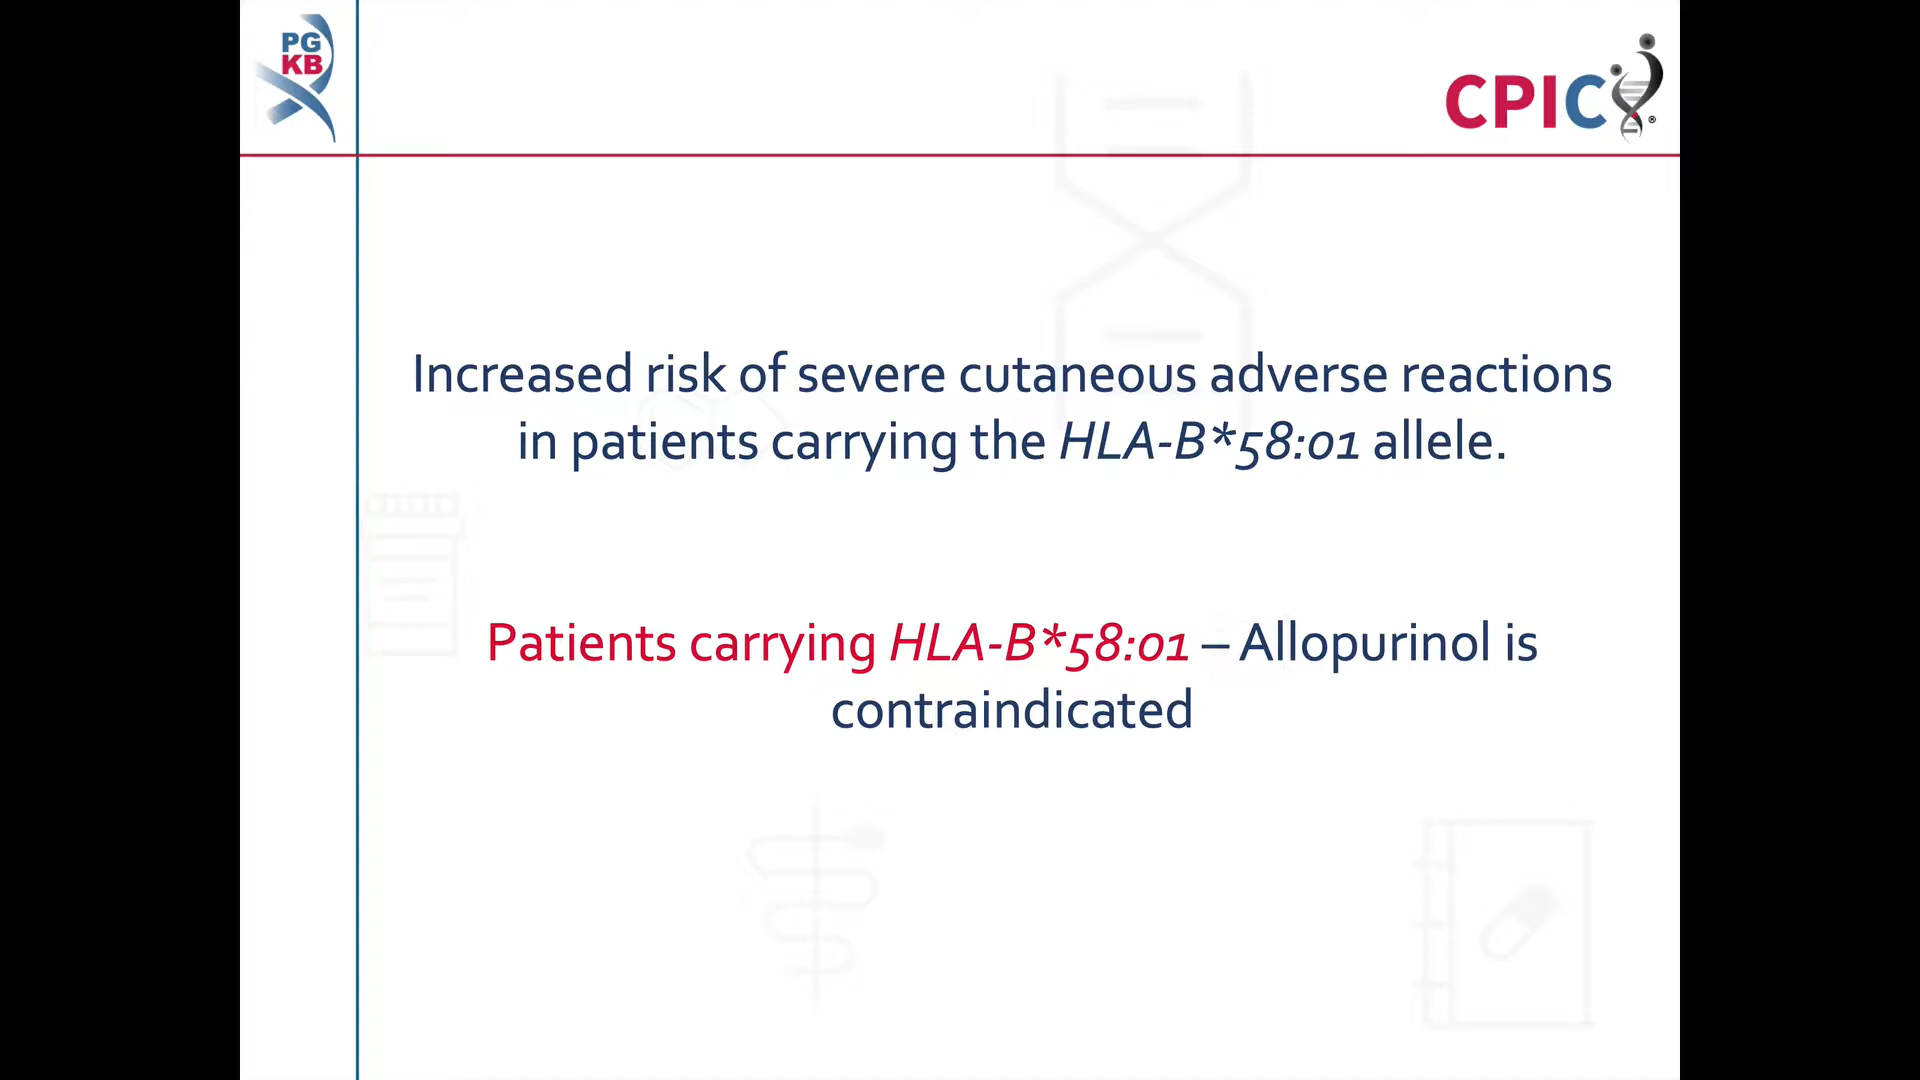 PG
KB
CPIC®
Increased risk of severe cutaneous adverse reactions
in patients carrying the HLA-B*58:01 allele.
Patients carrying HLA-B*58:01 – Allopurinol is
contraindicated